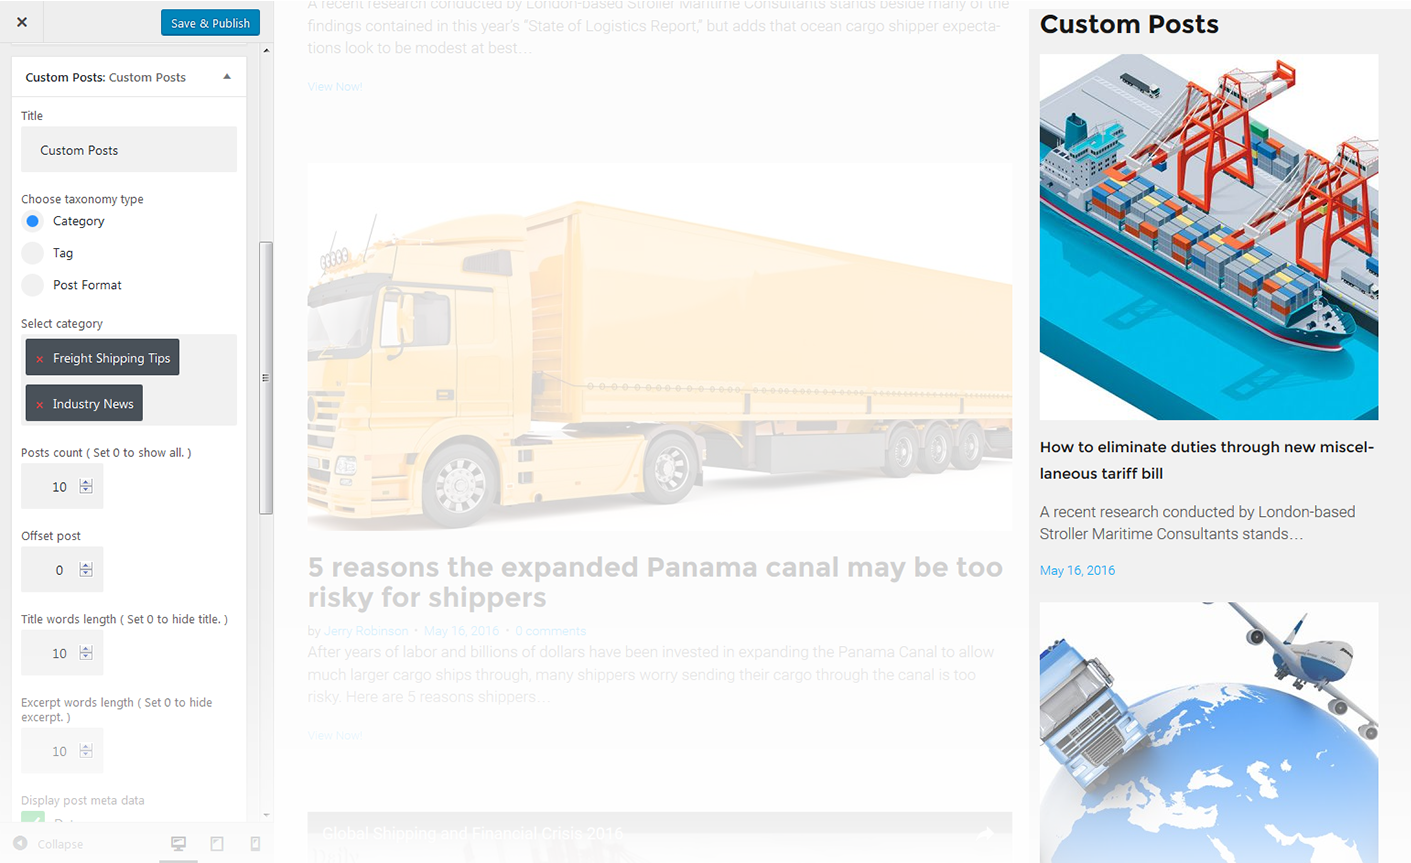 Save & Publish
Custom Posts: Custom Posts
Title
Custom Posts
Choose taxonomy type
Category
Tag
Post Format
Select category
× Freight Shipping Tips
× Industry News
Posts count ( Set 0 to show all. )
10
Offset post
0
Title words length ( Set 0 to hide title. )
10
Excerpt words length ( Set 0 to hide
excerpt. )
10
Display post meta data
Collapse
A recent research conducted by London-based Stroller Maritime Consultants stands beside many of the
findings contained in this year's "State of Logistics Report," but adds that ocean cargo shipper expecta-
tions look to be modest at best…
View Now!
5 reasons the expanded Panama canal may be too
risky for shippers
by Jerry Robinson • May 16, 2016 • 0 comments
After years of labor and billions of dollars have been invested in expanding the Panama Canal to allow
much larger cargo ships through, many shippers worry sending their cargo through the canal is too
risky. Here are 5 reasons shippers…
View Now!
Global Shipping and Financial Crisis 2016
Custom Posts
How to eliminate duties through new miscel-
laneous tariff bill
A recent research conducted by London-based
Stroller Maritime Consultants stands…
May 16, 2016